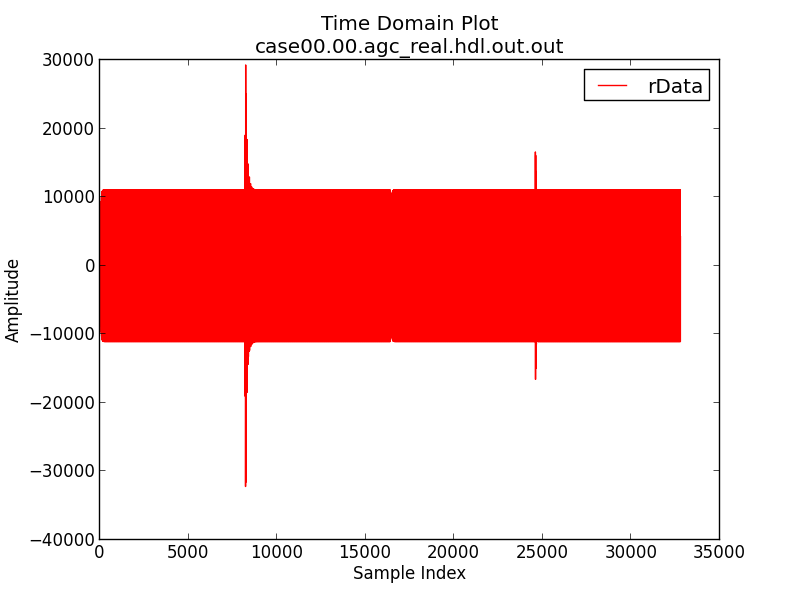 Time Domain Plot
case00.00.agc_real.hdl.out.out
rData
30000
20000
10000
0
−10000
−20000
−30000
−40000
Amplitude
0 5000 10000 15000 20000 25000 30000 35000
Sample Index